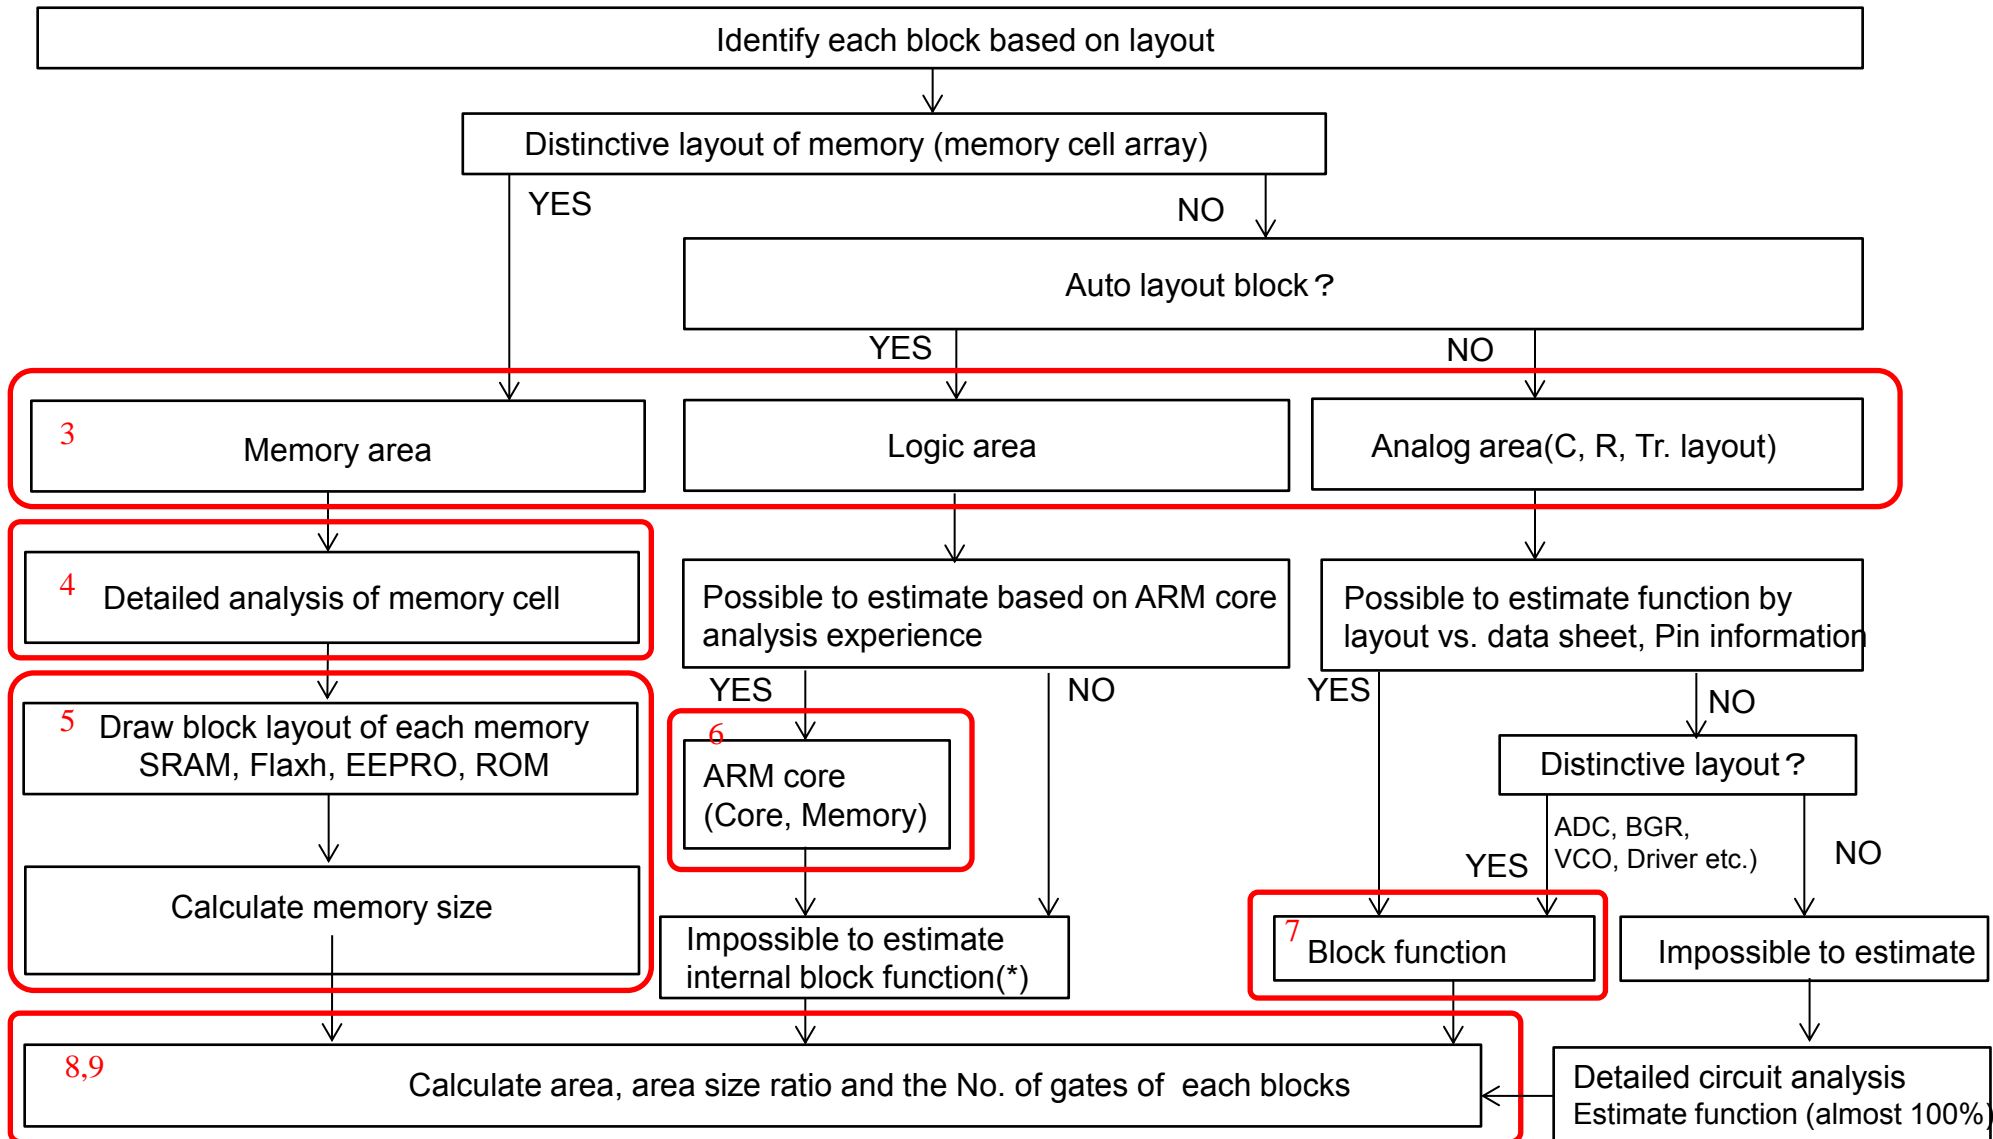 Identify each block based on layout
Distinctive layout of memory (memory cell array)
YES
NO
Auto layout block？
YES
NO
3
Memory area
Logic area
Analog area(C, R, Tr. layout)
4
Detailed analysis of memory cell
Possible to estimate based on ARM core
analysis experience
Possible to estimate function by
layout vs. data sheet, Pin information
YES
NO
YES
NO
5
Draw block layout of each memory
SRAM, Flaxh, EEPRO, ROM
6
ARM core
(Core, Memory)
Distinctive layout？
ADC, BGR,
VCO, Driver etc.)
YES
NO
Calculate memory size
Impossible to estimate
internal block function(*)
7
Block function
Impossible to estimate
8,9
Calculate area, area size ratio and the No. of gates of  each blocks
Detailed circuit analysis
Estimate function (almost 100%)